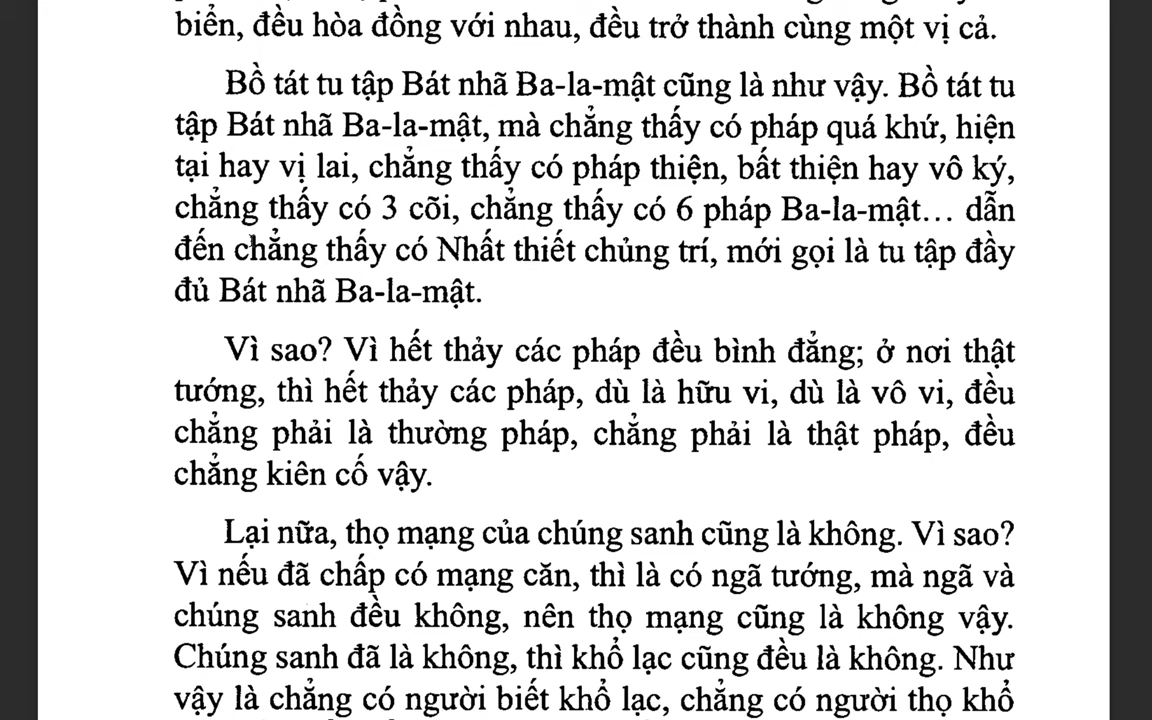 biển, đều hòa đồng với nhau, đều trở thành cùng một vị cả.
Bồ tát tu tập Bát nhã Ba-la-mật cũng là như vậy. Bồ tát tu
tập Bát nhã Ba-la-mật, mà chẳng thấy có pháp quá khứ, hiện
tại hay vị lai, chẳng thấy có pháp thiện, bất thiện hay vô ký,
chẳng thấy có 3 cõi, chẳng thấy có 6 pháp Ba-la-mật... dẫn
đến chẳng thấy có Nhất thiết chủng trí, mới gọi là tu tập đầy
đủ Bát nhã Ba-la-mật.
Vì sao? Vì hết thảy các pháp đều bình đẳng; ở nơi thật
tướng, thì hết thảy các pháp, dù là hữu vi, dù là vô vi, đều
chẳng phải là thường pháp, chẳng phải là thật pháp, đều
chẳng kiên cố vậy.
Lại nữa, thọ mạng của chúng sanh cũng là không. Vì sao?
Vì nếu đã chấp có mạng căn, thì là có ngã tướng, mà ngã và
chúng sanh đều không, nên thọ mạng cũng là không vậy.
Chúng sanh đã là không, thì khổ lạc cũng đều là không. Như
vậy là chẳng có người biết khổ lạc, chẳng có người thọ khổ